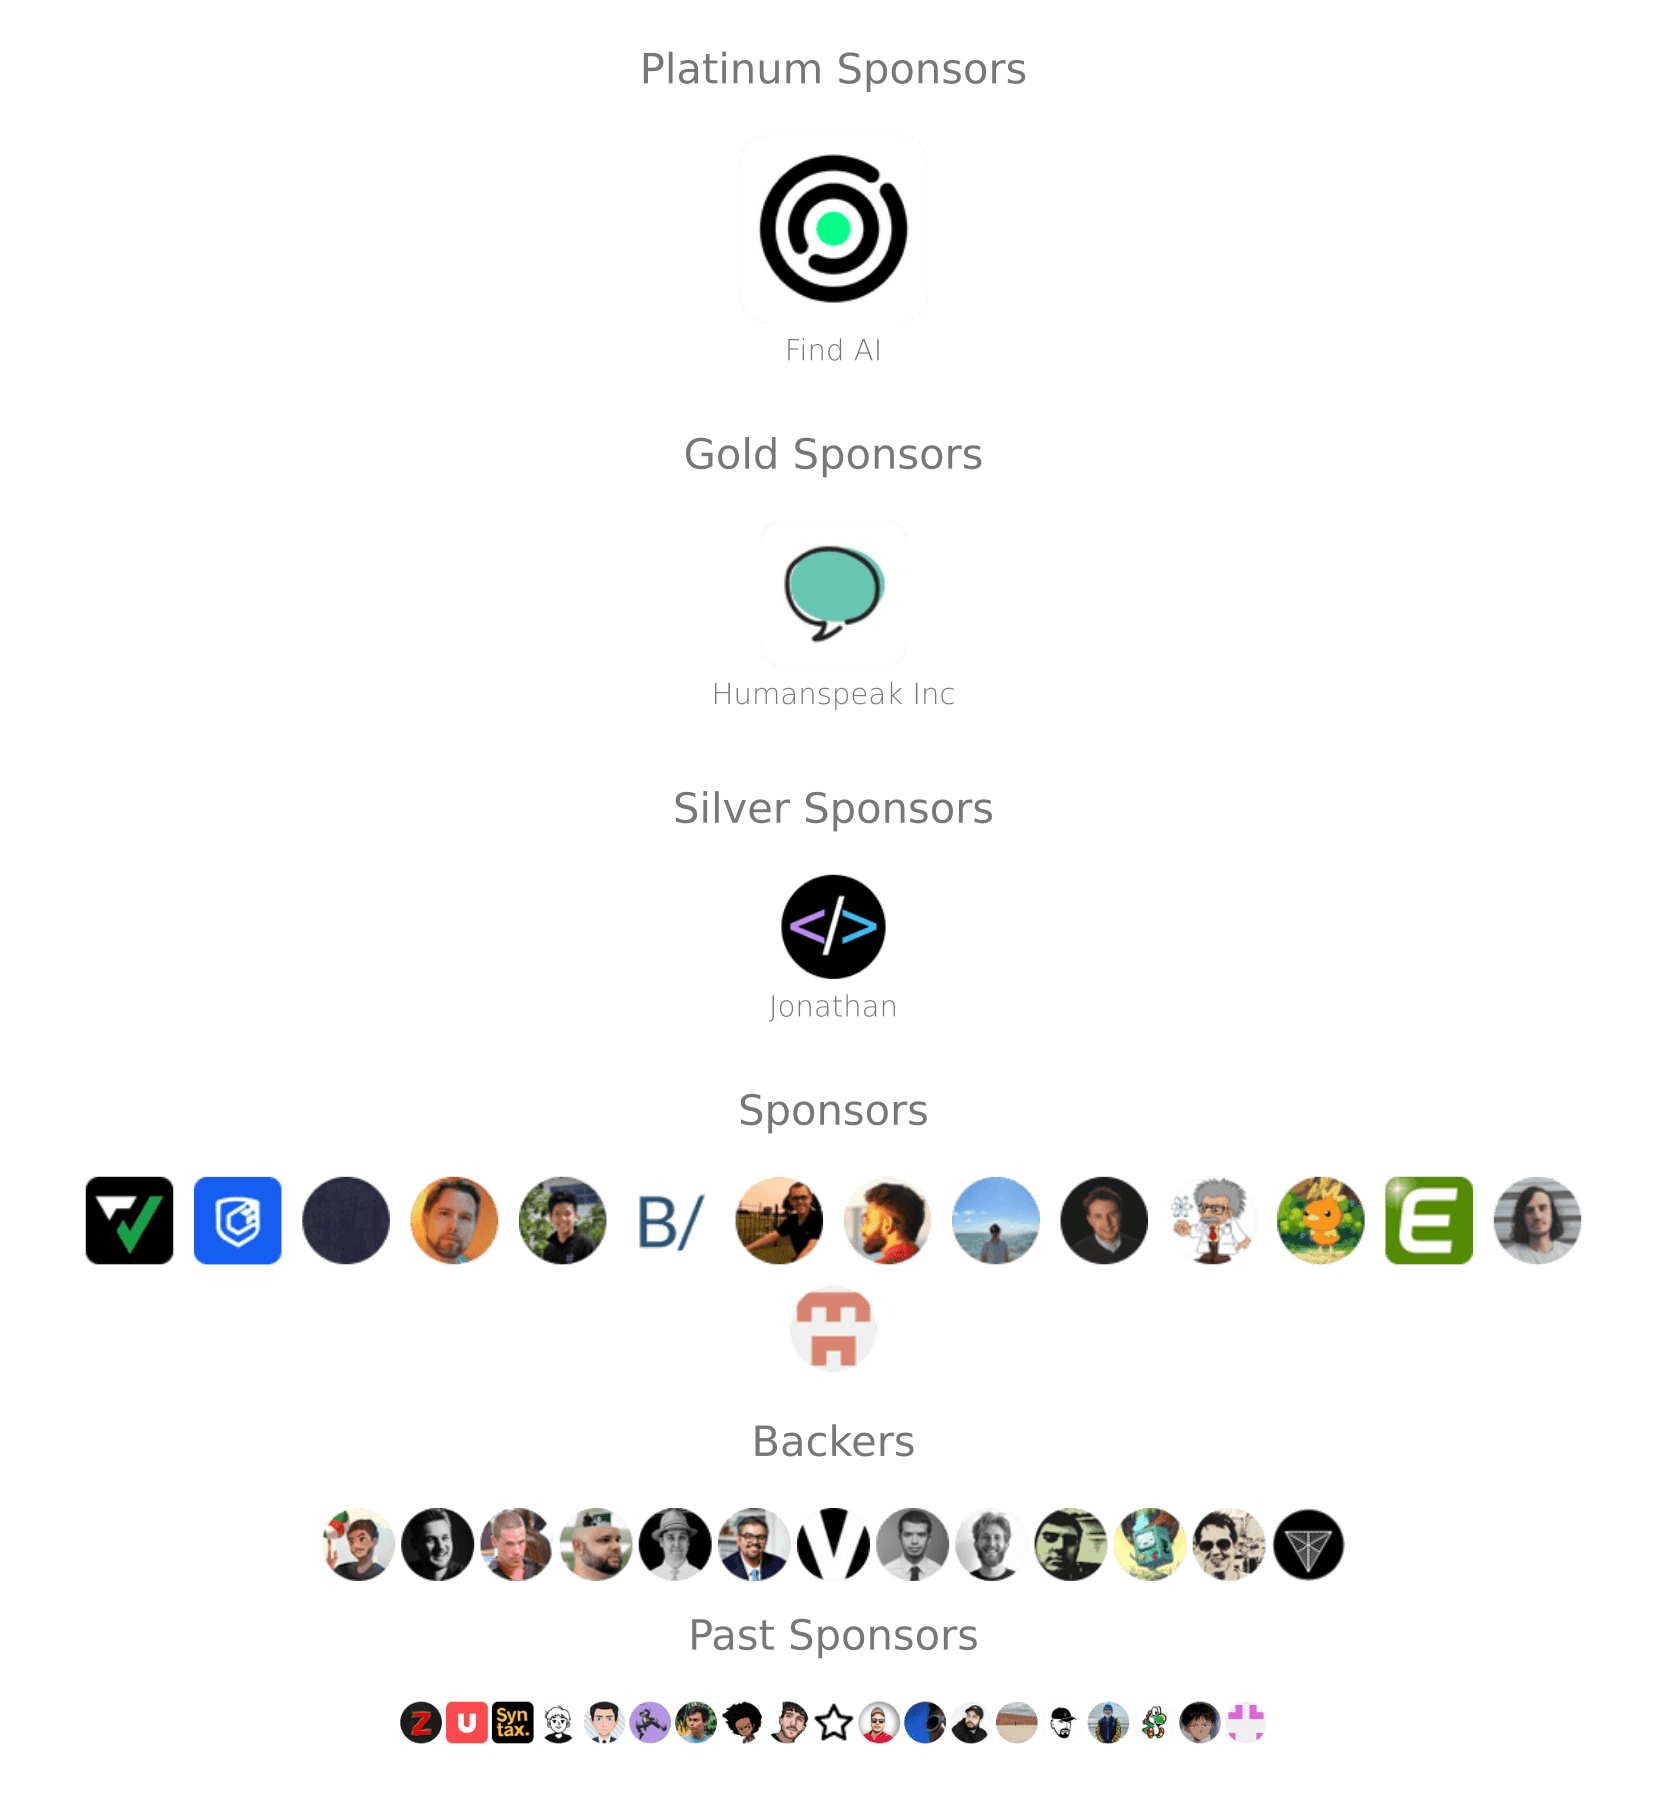 Platinum Sponsors
Find AI
Gold Sponsors
Humanspeak Inc
Silver Sponsors
</>
Jonathan
Sponsors
B/
E
Backers
V
Past Sponsors
Z
U
Syn
tax.